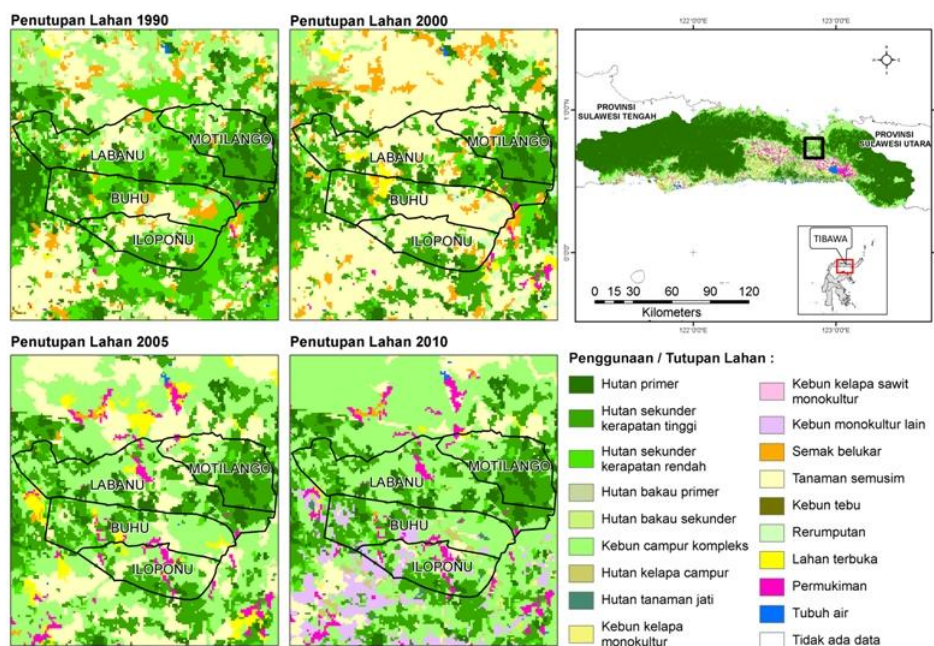 Penutupan Lahan 1990
MOTILANGO
LABANU
BUHU
ILOPONU
Penutupan Lahan 2000
MOTILANGO
LABANU
BUHU
ILOPONU
122°0'0"E
123°0'0"E
1°0'N
0°0'N
PROVINSI
SULAWESI TENGAH
PROVINSI
SULAWESI UTARA
TIBAWA
0 15 30 60 90 120
Kilometers
122°0'0"E
123°0'0"E
Penutupan Lahan 2005
MOTILANGO
LABANU
BUHU
ILOPONU
Penutupan Lahan 2010
MOTILANGO
LABANU
BUHU
ILOPONU
Penggunaan / Tutupan Lahan :
Hutan primer
Hutan sekunder
kerapatan tinggi
Hutan sekunder
kerapatan rendah
Hutan bakau primer
Hutan bakau sekunder
Kebun campur kompleks
Hutan kelapa campur
Hutan tanaman jati
Kebun kelapa
monokultur
Kebun kelapa sawit
monokultur
Kebun monokultur lain
Semak belukar
Tanaman semusim
Kebun tebu
Rerumputan
Lahan terbuka
Permukiman
Tubuh air
Tidak ada data